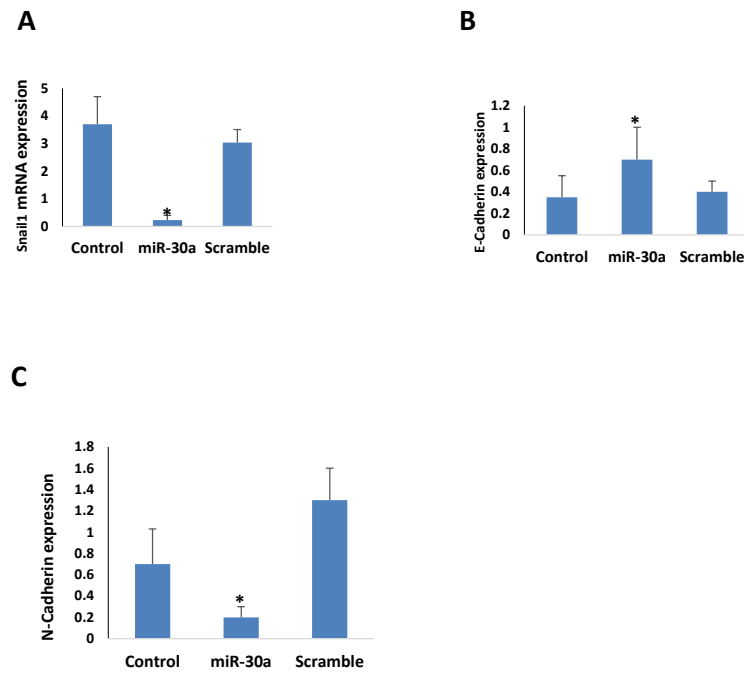 A
Snail1 mRNA expression
5
4
3
2
1
0
*
Control miR-30a Scramble
B
E-Cadherin expression
1.2
1
0.8
0.6
0.4
0.2
0
*
Control miR-30a Scramble
C
N-Cadherin expression
1.8
1.6
1.4
1.2
1
0.8
0.6
0.4
0.2
0
*
Control miR-30a Scramble